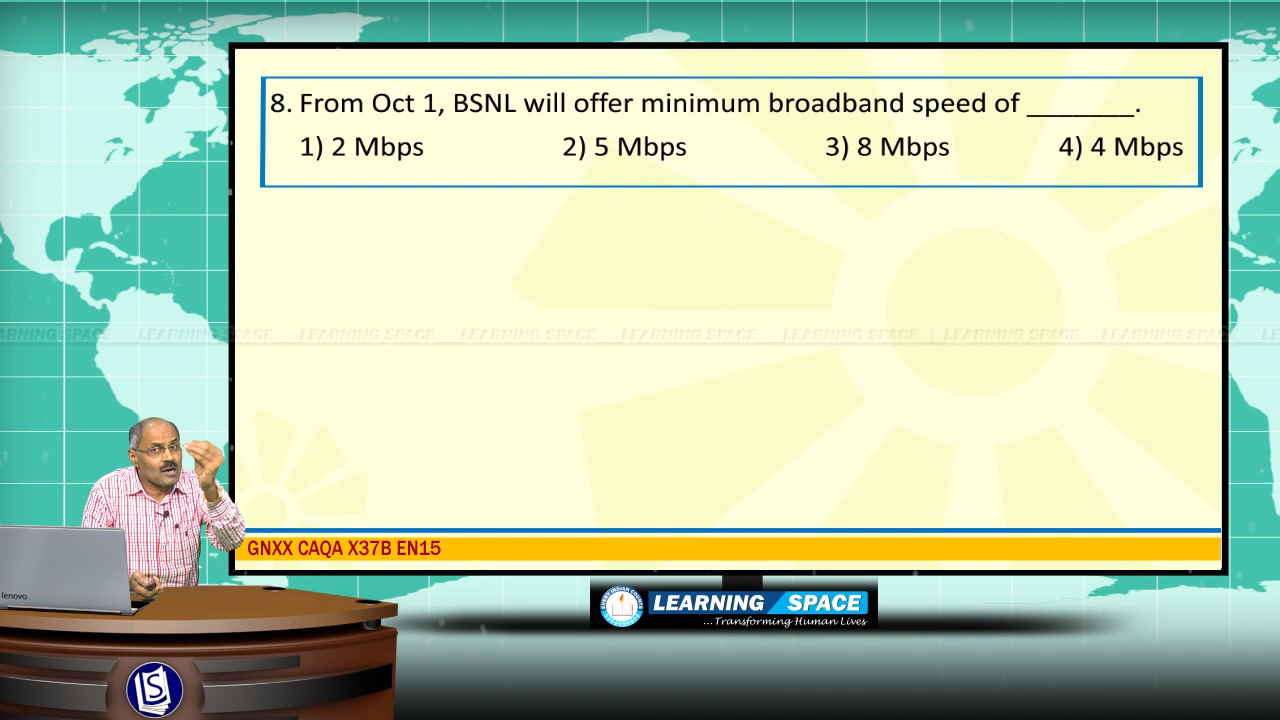 8. From Oct 1, BSNL will offer minimum broadband speed of _______.
1) 2 Mbps 2) 5 Mbps 3) 8 Mbps 4) 4 Mbps
LEARNING SPACE LEARNING SPACE LEARNING SPACE LEARNING SPACE LEARNING SPACE LEARNING SPACE LEARNING SPACE
GNXX CAQA X37B EN15
lenovo
LEARNING SPACE
...Transforming Human Lives
LS